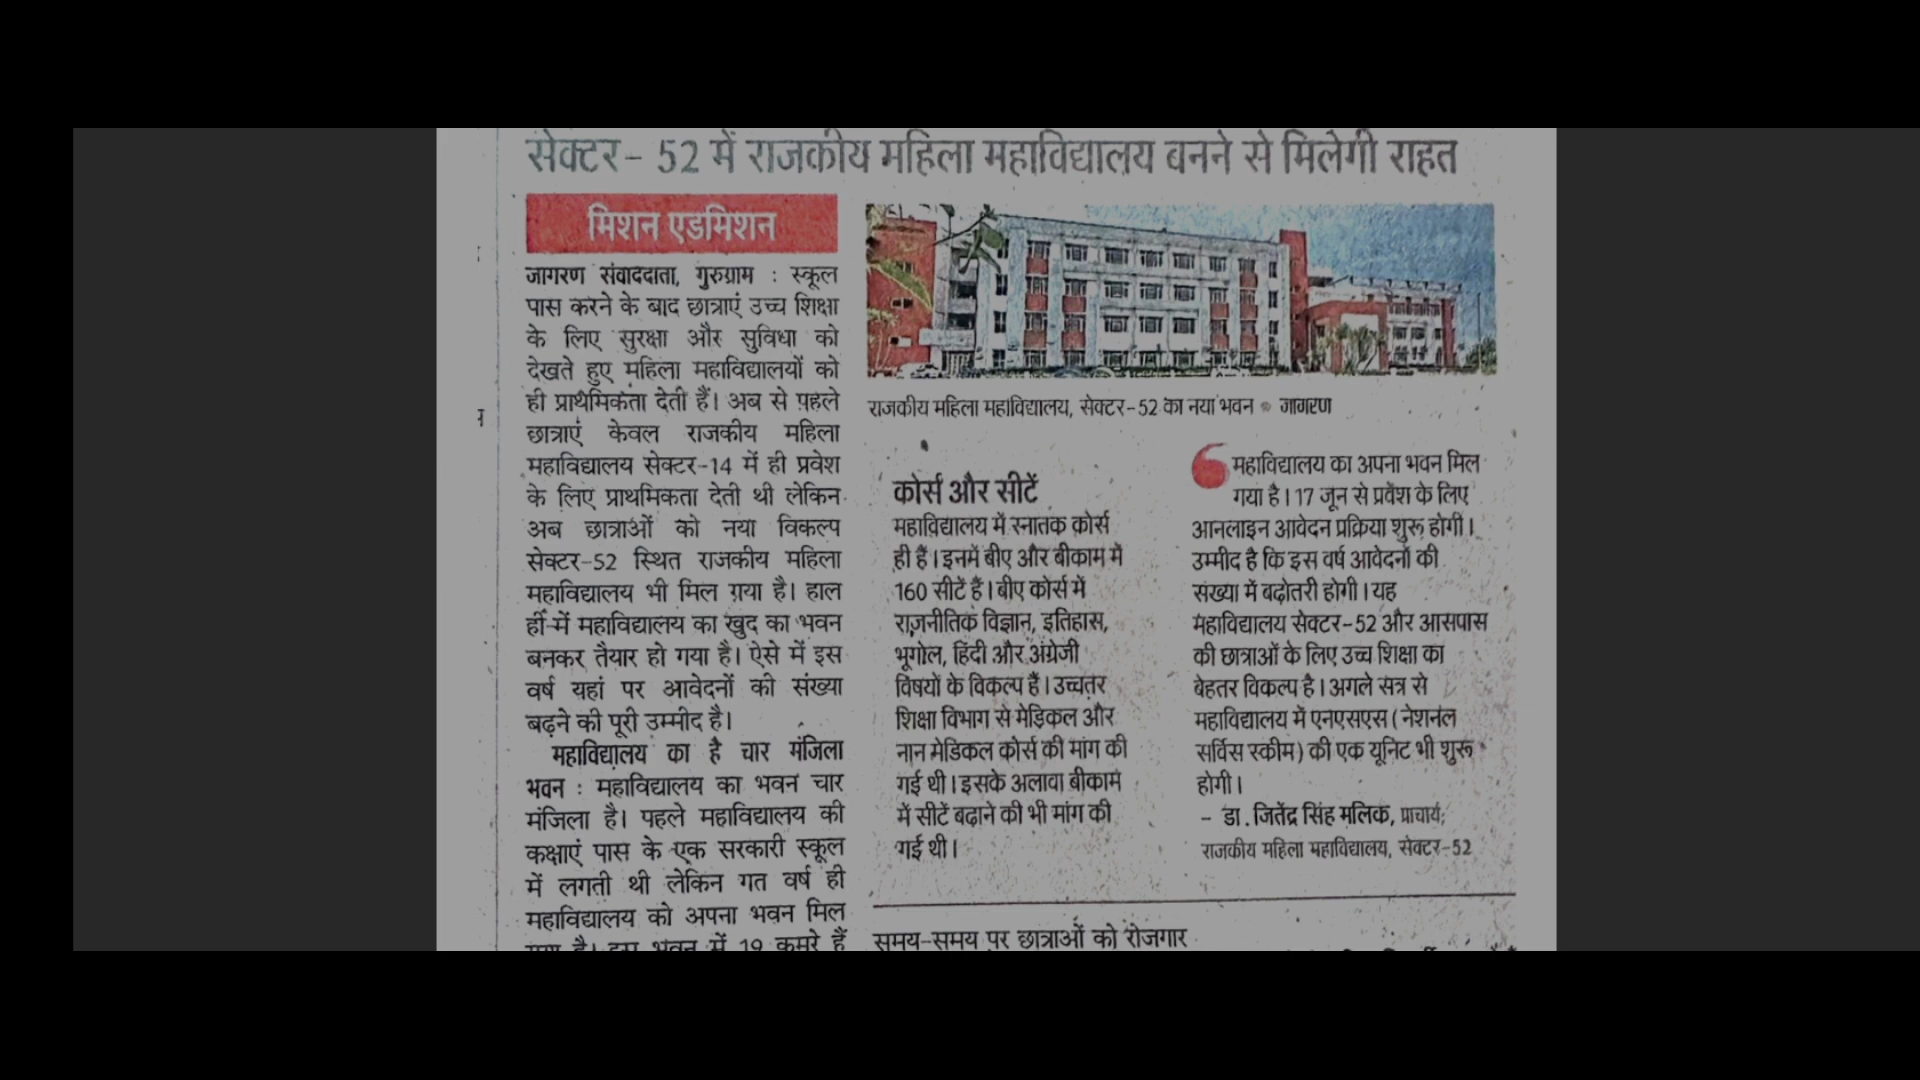 सेक्टर- 52 में राजकीय महिला महाविद्यालय बनने से मिलेगी राहत
मिशन एडमिशन
जागरण संवाददाता, गुरुग्राम : स्कूल
पास करने के बाद छात्राएं उच्च शिक्षा
के लिए सुरक्षा और सुविधा को
देखते हुए महिला महाविद्यालयों को
ही प्राथमिकता देती हैं। अब से पहले
छात्राएं केवल राजकीय महिला
महाविद्यालय सेक्टर-14 में ही प्रवेश
के लिए प्राथमिकता देती थी लेकिन
अब छात्राओं को नया विकल्प
सेक्टर-52 स्थित राजकीय महिला
महाविद्यालय भी मिल गया है। हाल
ही में महाविद्यालय का खुद का भवन
बनकर तैयार हो गया है। ऐसे में इस
वर्ष यहां पर आवेदनों की संख्या
बढ़ने की पूरी उम्मीद है।
महाविद्यालय का है चार मंजिला
भवन : महाविद्यालय का भवन चार
मंजिला है। पहले महाविद्यालय की
कक्षाएं पास के एक सरकारी स्कूल
में लगती थी लेकिन गत वर्ष ही
महाविद्यालय को अपना भवन मिल
गया है। इस भवन में 19 कमरे हैं
राजकीय महिला महाविद्यालय, सेक्टर-52 का नया भवन ● जागरण
कोर्स और सीटें
महाविद्यालय में स्नातक कोर्स
ही हैं। इनमें बीए और बीकाम में
160 सीटें हैं। बीए कोर्स में
राजनीतिक विज्ञान, इतिहास,
भूगोल, हिंदी और अंग्रेजी
विषयों के विकल्प हैं। उच्चतर
शिक्षा विभाग से मेडिकल और
नान मेडिकल कोर्स की मांग की
गई थी। इसके अलावा बीकाम
में सीटें बढ़ाने की भी मांग की
गई थी।
महाविद्यालय का अपना भवन मिल
गया है। 17 जून से प्रवेश के लिए
आनलाइन आवेदन प्रक्रिया शुरू होगी।
उम्मीद है कि इस वर्ष आवेदनों की
संख्या में बढ़ोतरी होगी। यह
महाविद्यालय सेक्टर-52 और आसपास
की छात्राओं के लिए उच्च शिक्षा का
बेहतर विकल्प है। अगले सत्र से
महाविद्यालय में एनएसएस (नेशनल
सर्विस स्कीम) की एक यूनिट भी शुरू
होगी।
- डा. जितेंद्र सिंह मलिक, प्राचार्य,
राजकीय महिला महाविद्यालय, सेक्टर-52
समय-समय पर छात्राओं को रोजगार